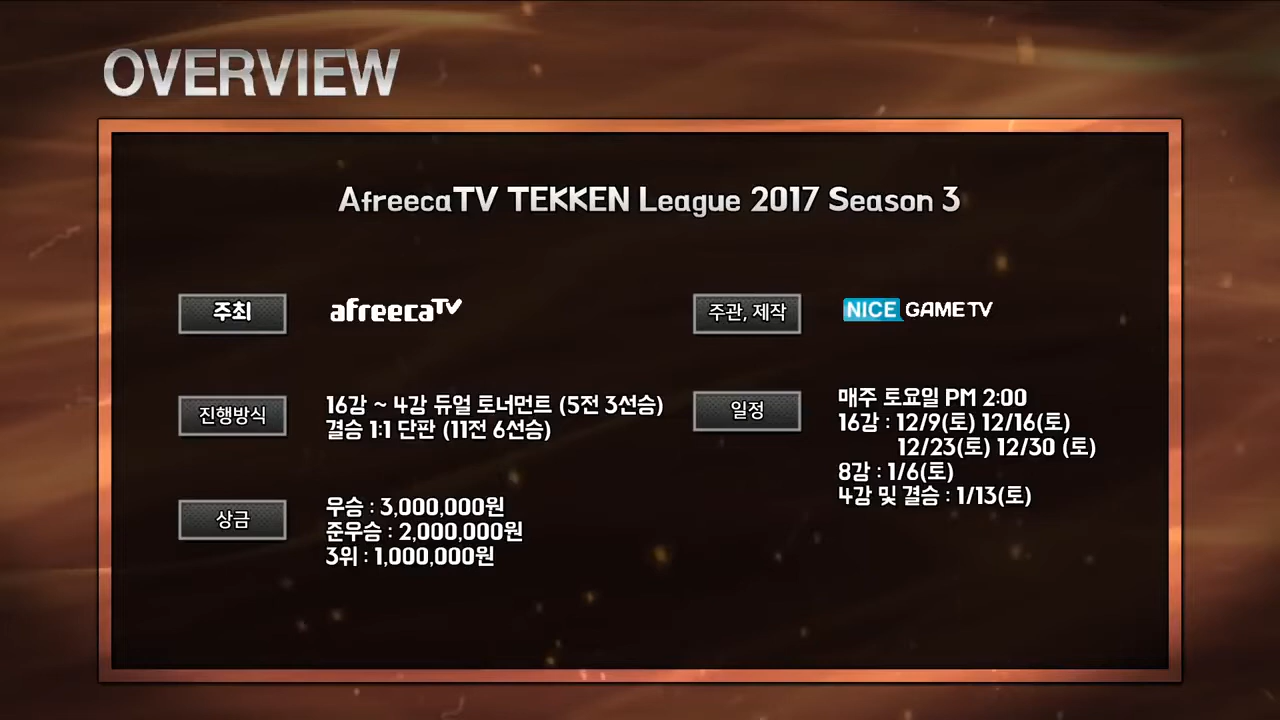 OVERVIEW
AfreecaTV TEKKEN League 2017 Season 3
주최
afreecaTV
주관, 제작
NICE GAME TV
진행방식
16강 ~ 4강 듀얼 토너먼트 (5전 3선승)
결승 1:1 단판 (11전 6선승)
일정
매주 토요일 PM 2:00
16강 : 12/9(토) 12/16(토)
12/23(토) 12/30 (토)
8강 : 1/6(토)
4강 및 결승 : 1/13(토)
상금
우승 : 3,000,000원
준우승 : 2,000,000원
3위 : 1,000,000원